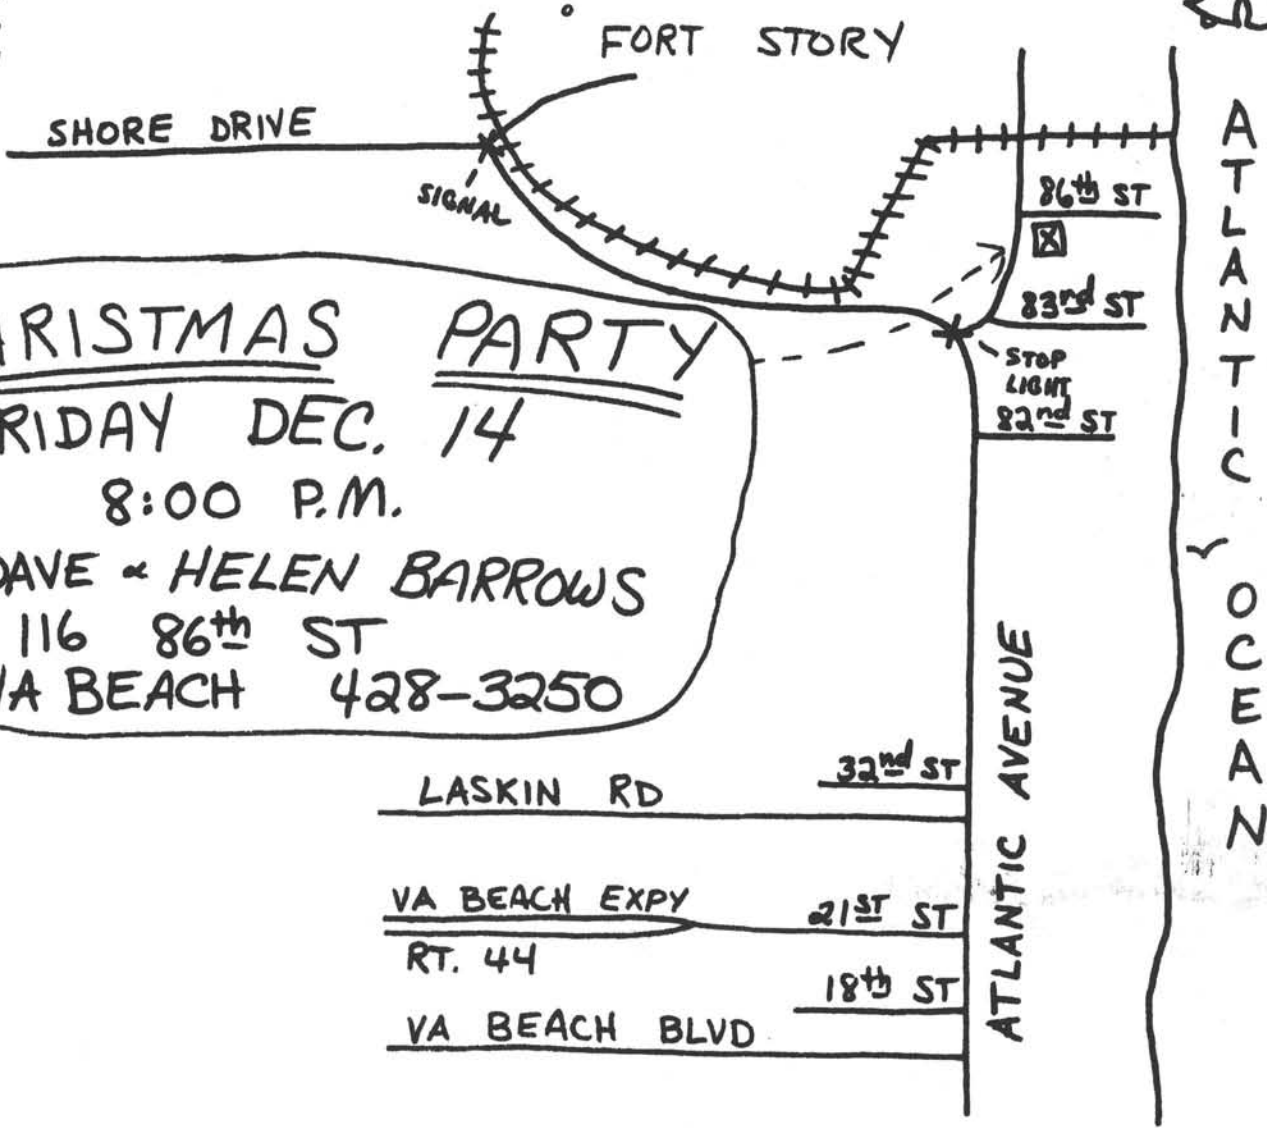 FORT STORY
SHORE DRIVE
SIGNAL
86th ST
X
83rd ST
STOP
LIGHT
82nd ST
RISTMAS PARTY
RIDAY DEC. 14
8:00 P.M.
DAVE & HELEN BARROWS
116 86th ST
VA BEACH 428-3250
32nd ST
LASKIN RD
VA BEACH EXPY
21ST ST
RT. 44
18th ST
VA BEACH BLVD
ATLANTIC AVENUE
ATLANTIC OCEAN